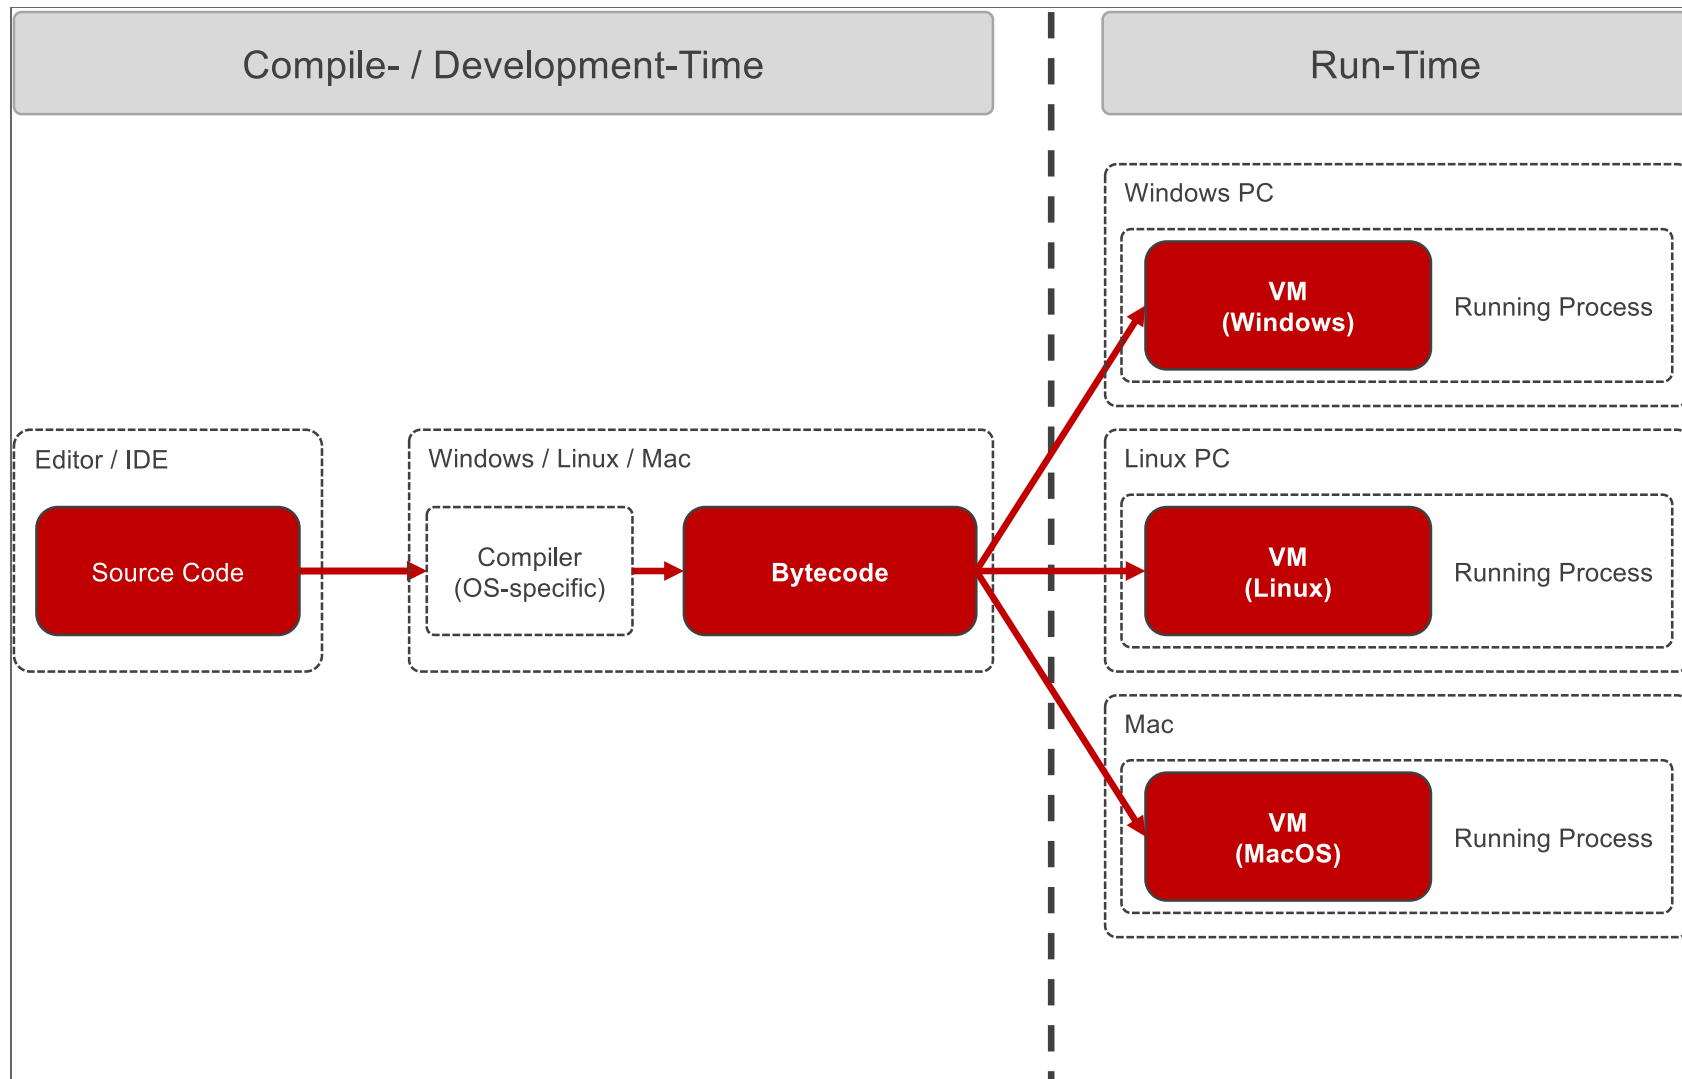 Compile- / Development-Time
Run-Time
Editor / IDE
Source Code
Windows / Linux / Mac
Compiler
(OS-specific)
Bytecode
Windows PC
VM
(Windows)
Running Process
Linux PC
VM
(Linux)
Running Process
Mac
VM
(MacOS)
Running Process